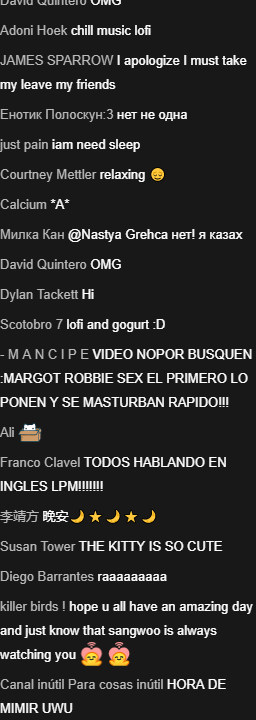 David Quintero OMG
Adoni Hoek chill music lofi
JAMES SPARROW I apologize I must take
my leave my friends
Енотик Полоскун:3 нет не одна
just pain iam need sleep
Courtney Mettler relaxing 😌
Calcium *A*
Милка Кан @Nastya Grehca нет! я казах
David Quintero OMG
Dylan Tackett Hi
Scotobro 7 lofi and gogurt :D
- M A N C I P E VIDEO NOPOR BUSQUEN
:MARGOT ROBBIE SEX EL PRIMERO LO
PONEN Y SE MASTURBAN RAPIDO!!!
Ali
Franco Clavel TODOS HABLANDO EN
INGLES LPM!!!!!!!
李靖方 晚安🌙⭐🌙⭐🌙
Susan Tower THE KITTY IS SO CUTE
Diego Barrantes raaaaaaaaa
killer birds ! hope u all have an amazing day
and just know that sangwoo is always
watching you
Canal inútil Para cosas inútil HORA DE
MIMIR UWU